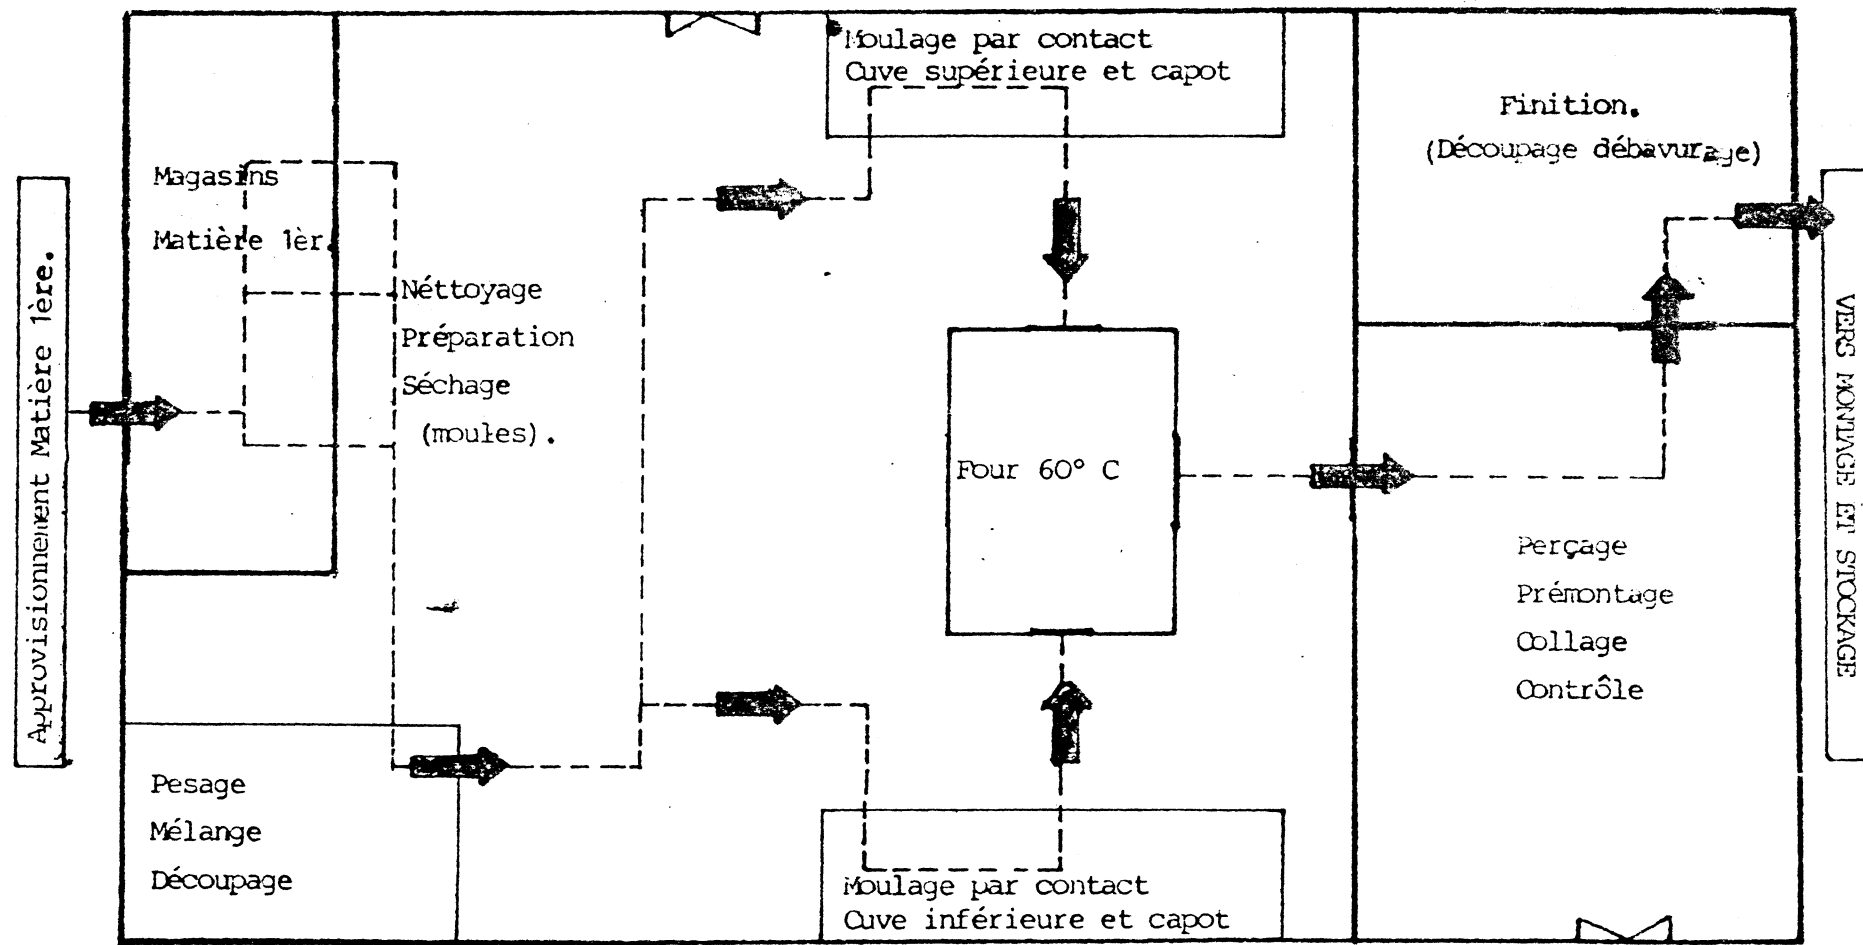 Approvisionnement Matière 1ère.
Magasins
Matière 1èr.
Néttoyage
Préparation
Séchage
(moules).
Pesage
Mélange
Découpage
Moulage par contact
Cuve supérieure et capot
Four 60° C
Moulage par contact
Cuve inférieure et capot
Finition.
(Découpage débavurage)
Perçage
Prémontage
Collage
Contrôle
VERS MONTAGE ET STOCKAGE